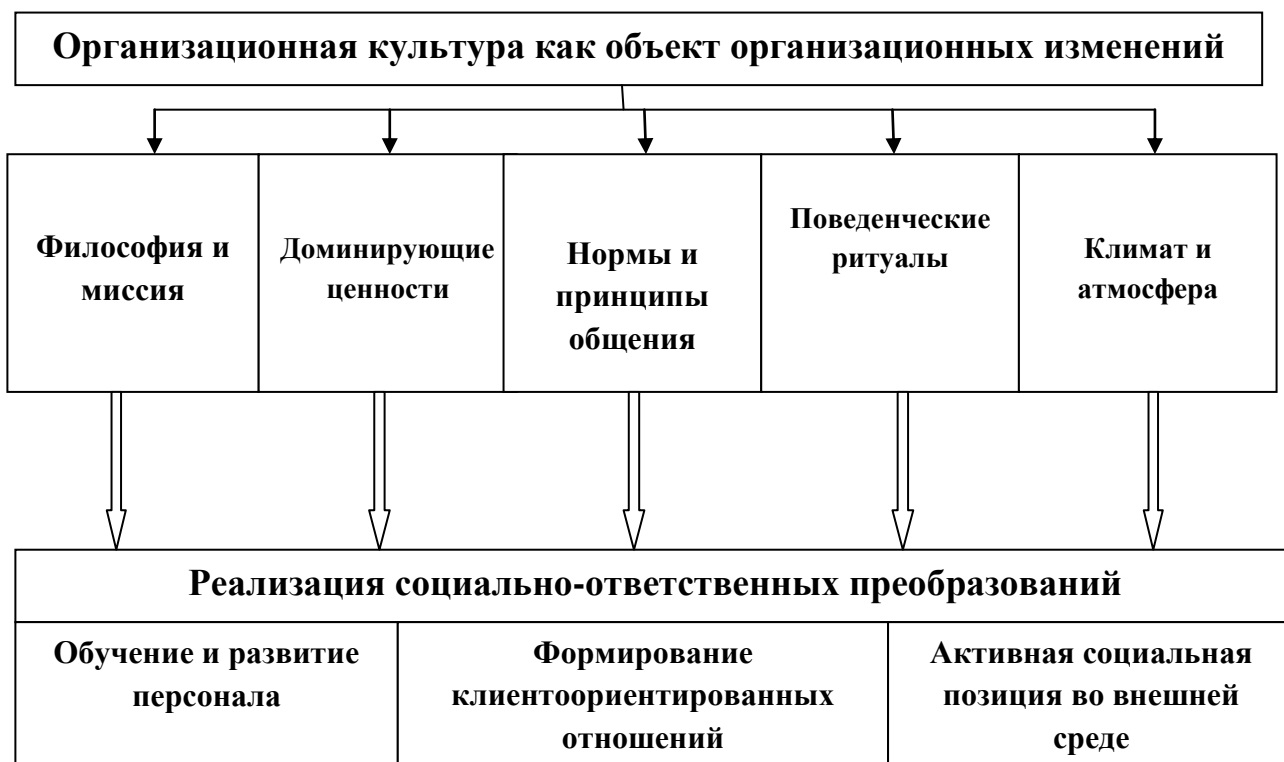 Организационная культура как объект организационных изменений
Философия и
миссия
Доминирующие
ценности
Нормы и
принципы
общения
Поведенческие
ритуалы
Климат и
атмосфера
Реализация социально-ответственных преобразований
Обучение и развитие
персонала
Формирование
клиентоориентированных
отношений
Активная социальная
позиция во внешней
среде